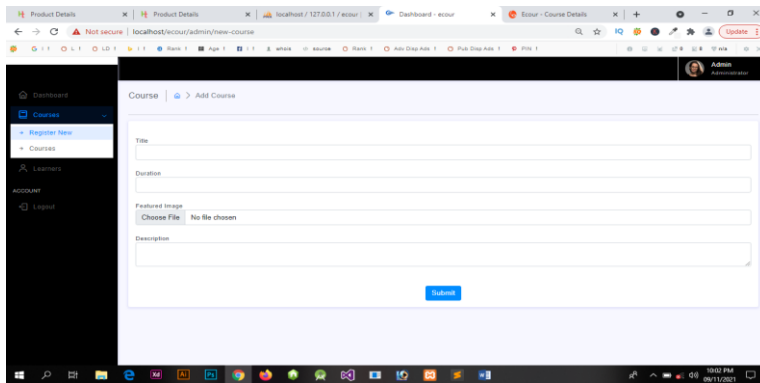 Product Details
Product Details
localhost / 127.0.0.1 / ecour |
Dashboard - ecour
Ecour - Course Details
Not secure | localhost/ecour/admin/new-course
IQ
Update
Admin
Administrator
Dashboard
Course > Add Course
Courses
Register New
Courses
Learners
ACCOUNT
Logout
Title
Duration
Featured Image
Choose File No file chosen
Description
Submit
10:02 PM
09/11/2021